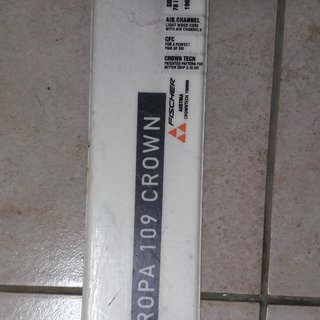 AIR CHANNEL
LIGHT WOOD CORE
WITH AIR CHANNELS
CFC
FOR A PERFECT
PAIR OF SKI
CROWN TECH
PATENTED PATTERN FOR
BETTER GRIP & GLIDE
FISCHER
AUSTRIA
ROPA 109 CROWN